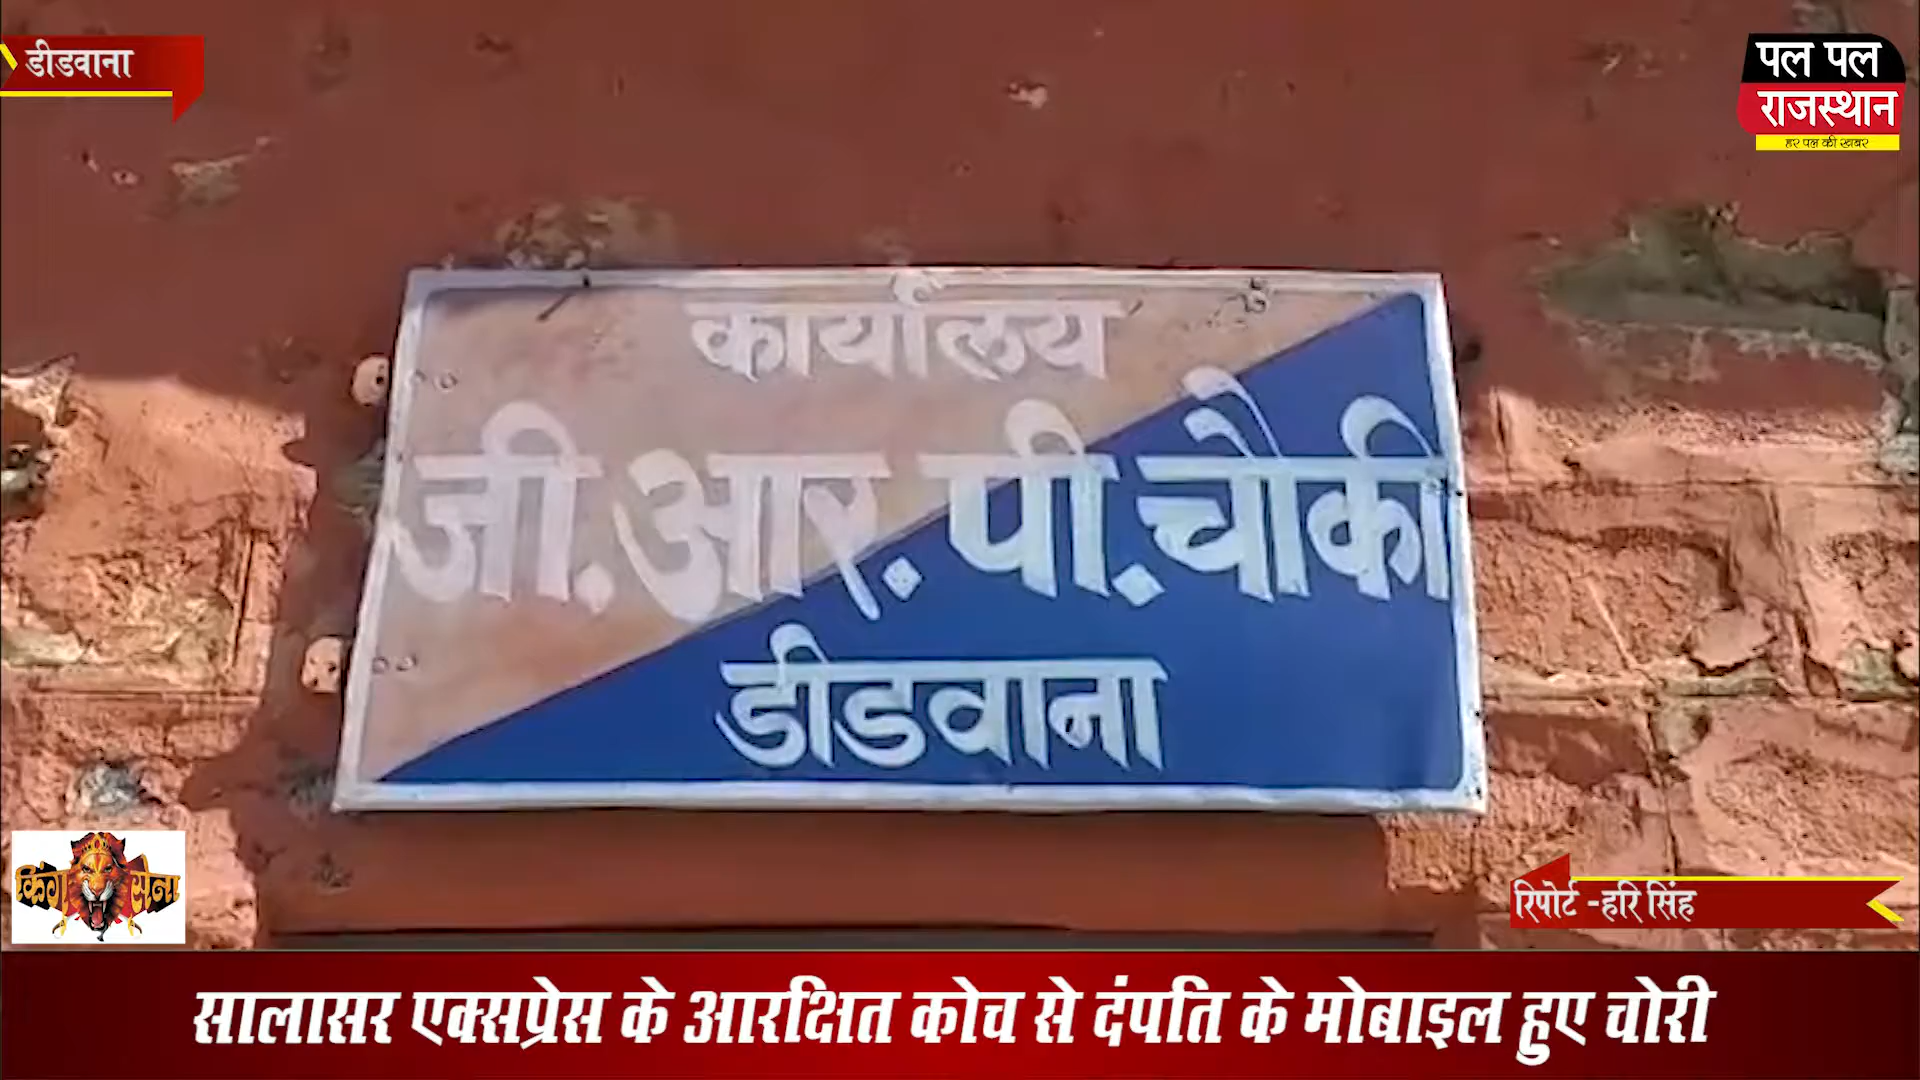 डीडवाना
पल पल
राजस्थान
हर पल की खबर
कार्यालय
जी.आर.पी.चौकी
डीडवाना
किंग सेना
रिपोर्ट -हरि सिंह
सालासर एक्सप्रेस के आरक्षित कोच से दंपति के मोबाइल हुए चोरी